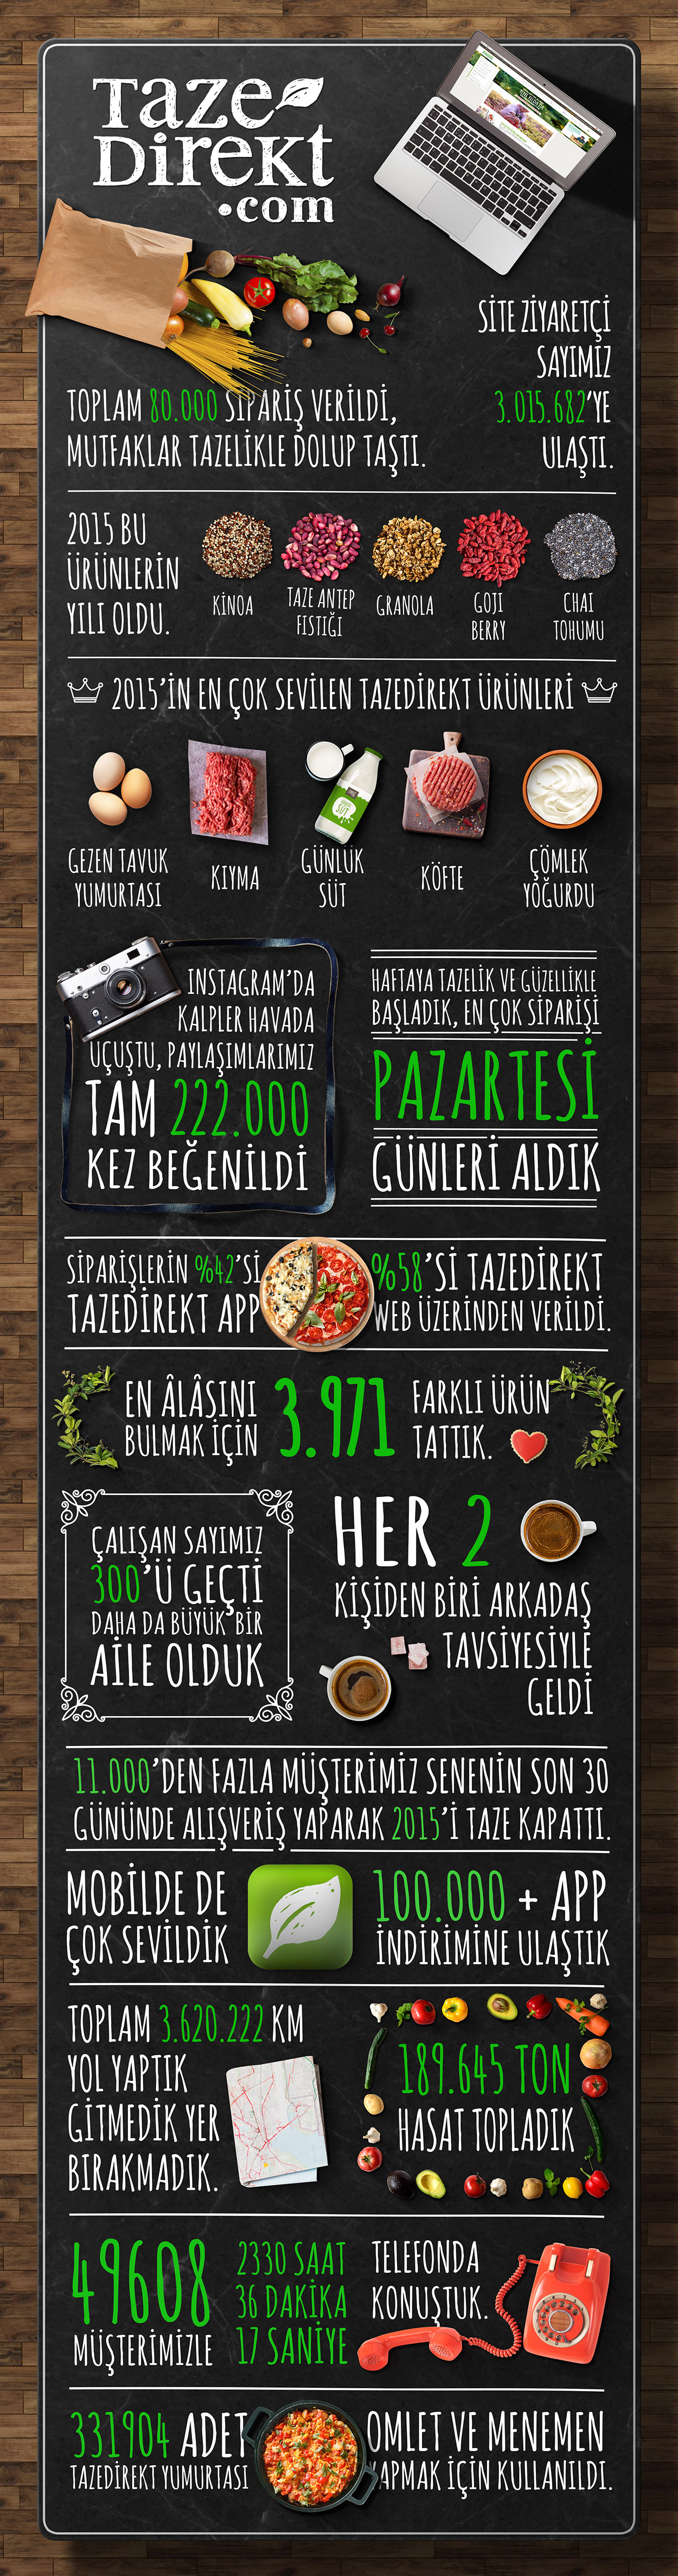 Taze
Direkt
.com
SİTE ZİYARETÇİ
SAYIMIZ
3.015.682'YE
ULAŞTI.
TOPLAM 80.000 SİPARİŞ VERİLDİ,
MUTFAKLAR TAZELİKLE DOLUP TAŞTI.
2015 BU
ÜRÜNLERİN
YILI OLDU.
KİNOA
TAZE ANTEP
FISTIĞI
GRANOLA
GOJI
BERRY
CHAI
TOHUMU
2015'İN EN ÇOK SEVİLEN TAZEDİREKT ÜRÜNLERİ
GEZEN TAVUK
YUMURTASI
KIYMA
SÜT
GÜNLÜK
SÜT
KÖFTE
ÇÖMLEK
YOĞURDU
INSTAGRAM'DA
KALPLER HAVADA
UÇUŞTU, PAYLAŞIMLARIMIZ
TAM 222.000
KEZ BEĞENİLDİ
HAFTAYA TAZELİK VE GÜZELLİKLE
BAŞLADIK, EN ÇOK SİPARİŞİ
PAZARTESİ
GÜNLERİ ALDIK
SİPARİŞLERİN %42'Sİ
TAZEDİREKT APP
%58'Sİ TAZEDİREKT
WEB ÜZERİNDEN VERİLDİ.
EN ÂLÂSINI
BULMAK İÇİN
3.971
FARKLI ÜRÜN
TATTIK.
ÇALIŞAN SAYIMIZ
300'Ü GEÇTİ
DAHA DA BÜYÜK BİR
AİLE OLDUK
HER 2
KİŞİDEN BİRİ ARKADAŞ
TAVSİYESİYLE
GELDİ
11.000'DEN FAZLA MÜŞTERİMİZ SENENİN SON 30
GÜNÜNDE ALIŞVERİŞ YAPARAK 2015'İ TAZE KAPATTI.
MOBİLDE DE
ÇOK SEVİLDİK
100.000 + APP
İNDİRİMİNE ULAŞTIK
TOPLAM 3.620.222 KM
YOL YAPTIK
GİTMEDİK YER
BIRAKMADIK.
189.645 TON
HASAT TOPLADIK
49608
MÜŞTERİMİZLE
2330 SAAT
36 DAKİKA
17 SANİYE
TELEFONDA
KONUŞTUK.
331904 ADET
TAZEDİREKT YUMURTASI
OMLET VE MENEMEN
YAPMAK İÇİN KULLANILDI.